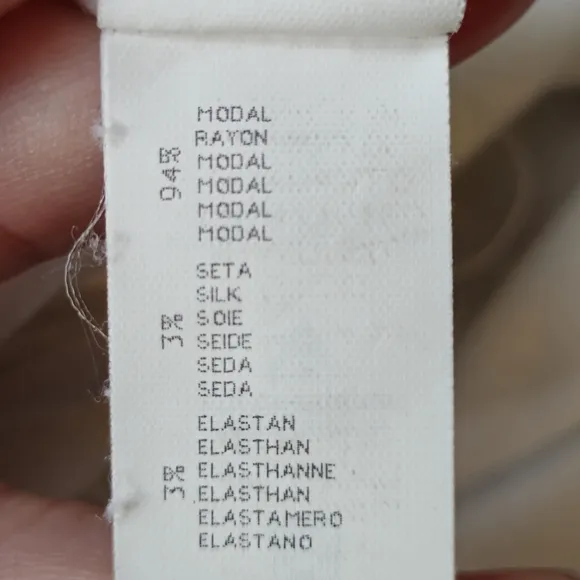 94%
MODAL
RAYON
MODAL
MODAL
MODAL
MODAL
3%
SETA
SILK
SOIE
SEIDE
SEDA
SEDA
3%
ELASTAN
ELASTHAN
ELASTHANNE
ELASTHAN
ELASTAMERO
ELASTANO